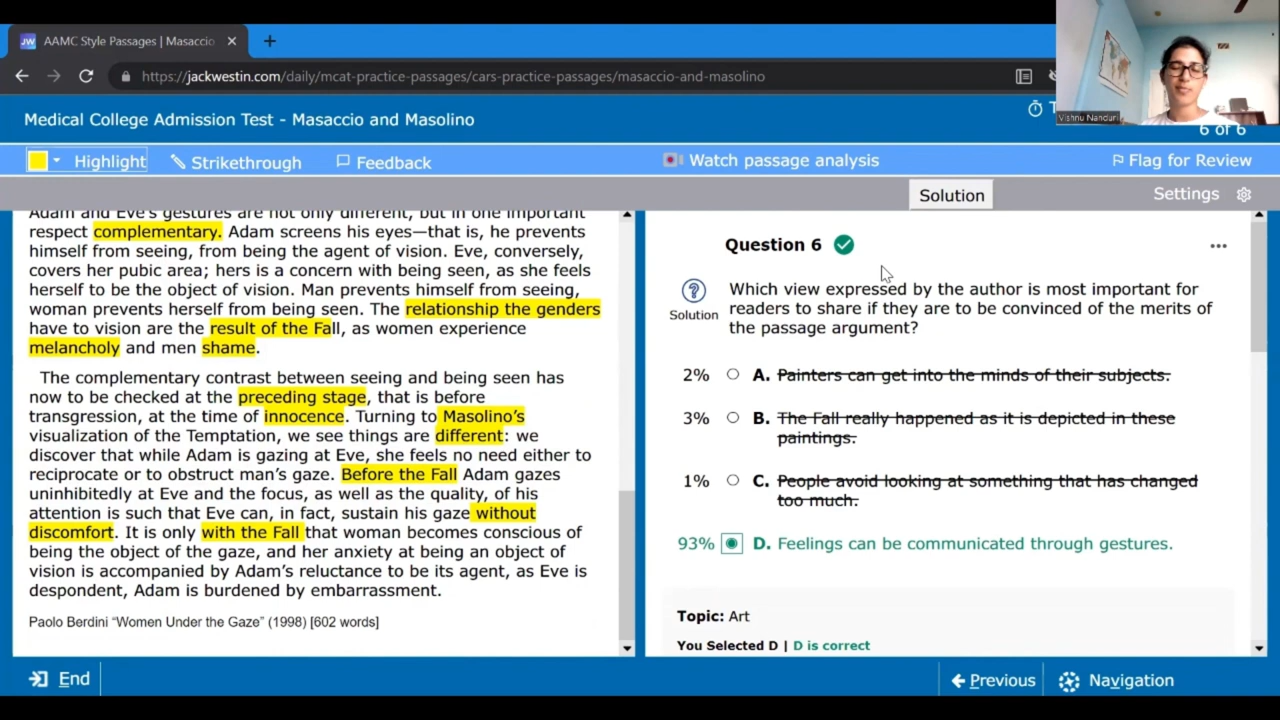 AAMC Style Passages | Masaccio
https://jackwestin.com/daily/mcat-practice-passages/cars-practice-passages/masaccio-and-masolino
Vishnu Nanduri
Medical College Admission Test - Masaccio and Masolino
6 of 6
Highlight
Strikethrough
Feedback
Watch passage analysis
Flag for Review
Solution
Settings
Adam and Eve's gestures are not only different, but in one important
respect complementary. Adam screens his eyes—that is, he prevents
himself from seeing, from being the agent of vision. Eve, conversely,
covers her pubic area; hers is a concern with being seen, as she feels
herself to be the object of vision. Man prevents himself from seeing,
woman prevents herself from being seen. The relationship the genders
have to vision are the result of the Fall, as women experience
melancholy and men shame.
The complementary contrast between seeing and being seen has
now to be checked at the preceding stage, that is before
transgression, at the time of innocence. Turning to Masolino's
visualization of the Temptation, we see things are different: we
discover that while Adam is gazing at Eve, she feels no need either to
reciprocate or to obstruct man's gaze. Before the Fall Adam gazes
uninhibitedly at Eve and the focus, as well as the quality, of his
attention is such that Eve can, in fact, sustain his gaze without
discomfort. It is only with the Fall that woman becomes conscious of
being the object of the gaze, and her anxiety at being an object of
vision is accompanied by Adam's reluctance to be its agent, as Eve is
despondent, Adam is burdened by embarrassment.
Paolo Berdini “Women Under the Gaze” (1998) [602 words]
Question 6
Solution
Which view expressed by the author is most important for
readers to share if they are to be convinced of the merits of
the passage argument?
2% A. Painters can get into the minds of their subjects.
3% B. The Fall really happened as it is depicted in these
paintings.
1% C. People avoid looking at something that has changed
too much.
93% D. Feelings can be communicated through gestures.
Topic: Art
You Selected D | D is correct
End
Previous
Navigation